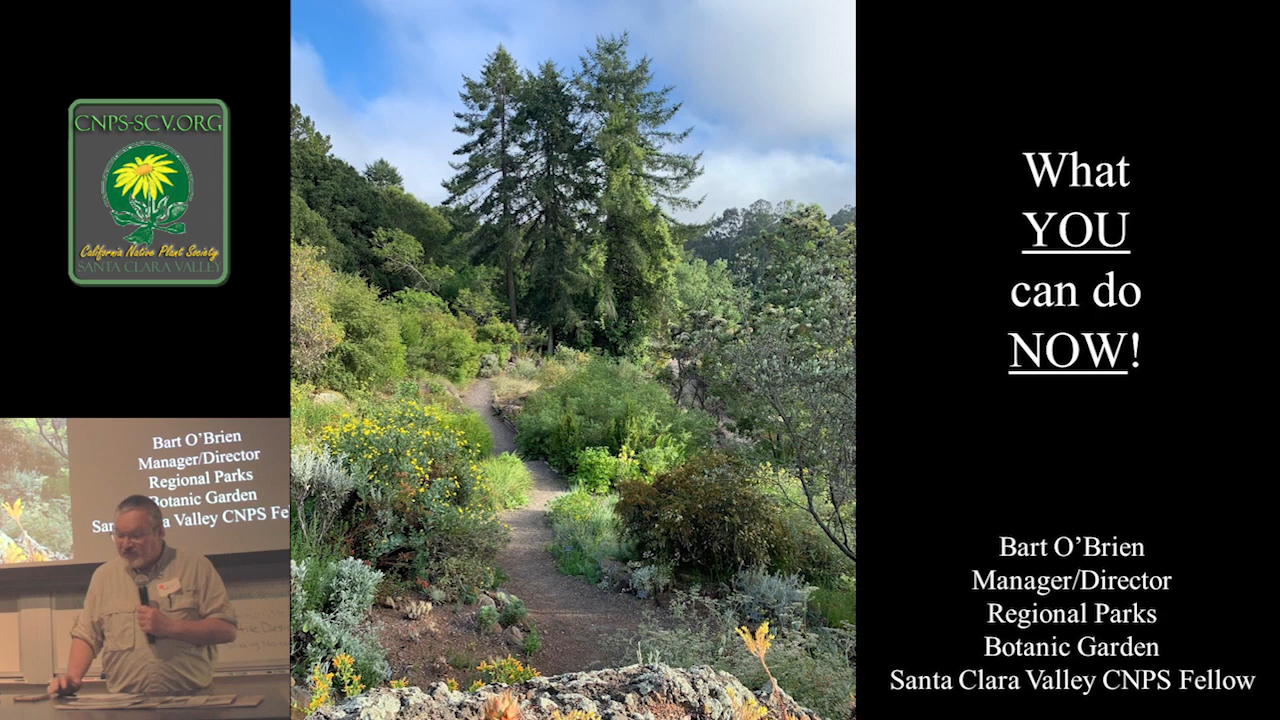 CNPS-SCV.ORG
California Native Plant Society
SANTA CLARA VALLEY
What
YOU
can do
NOW!
Bart O’Brien
Manager/Director
Regional Parks
Botanic Garden
Santa Clara Valley CNPS Fellow
Bart O’Brien
Manager/Director
Regional Parks
Botanic Garden
Valley CNPS